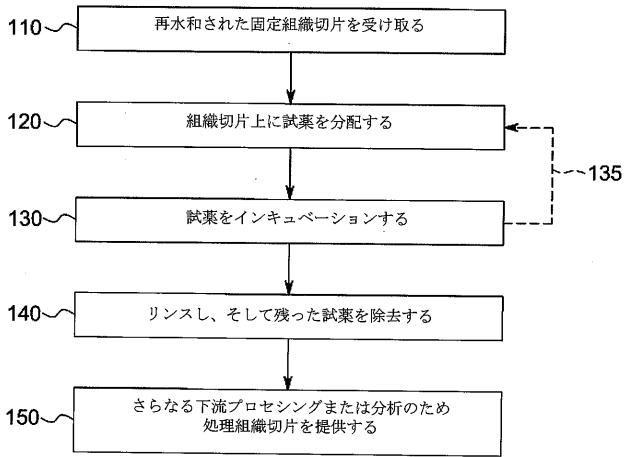 110
再水和された固定組織切片を受け取る
120
組織切片上に試薬を分配する
135
130
試薬をインキュベーションする
140
リンスし、そして残った試薬を除去する
150
さらなる下流プロセシングまたは分析のため
処理組織切片を提供する